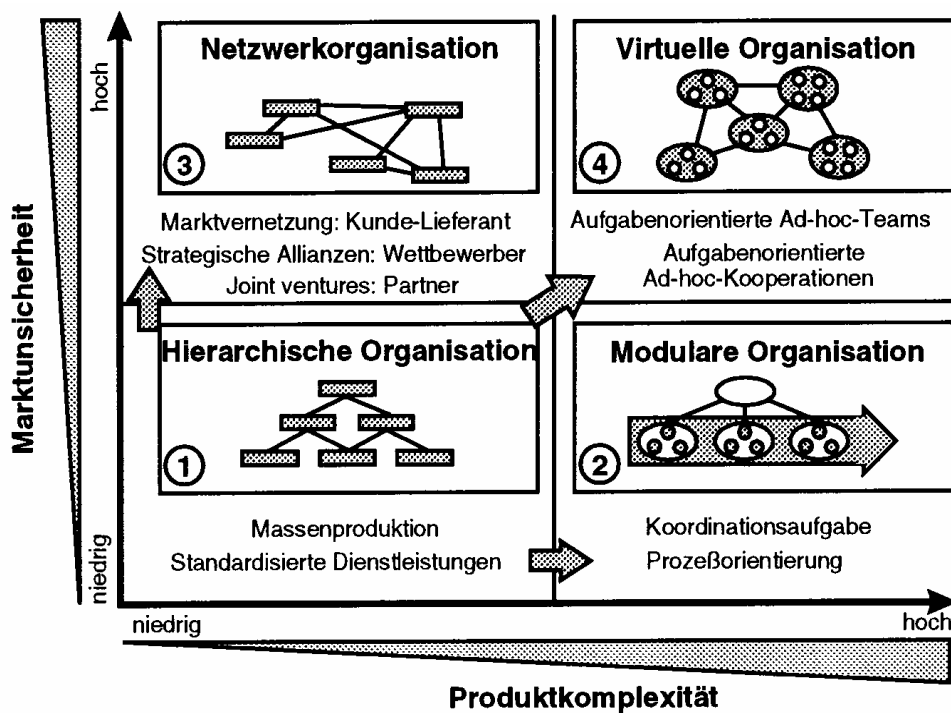 Netzwerkorganisation
3
Marktvernetzung: Kunde-Lieferant
Strategische Allianzen: Wettbewerber
Joint ventures: Partner
Virtuelle Organisation
4
Aufgabenorientierte Ad-hoc-Teams
Aufgabenorientierte
Ad-hoc-Kooperationen
Hierarchische Organisation
1
Massenproduktion
Standardisierte Dienstleistungen
Modulare Organisation
2
Koordinationsaufgabe
Prozeßorientierung
Marktunsicherheit
hoch
niedrig
niedrig
hoch
Produktkomplexität